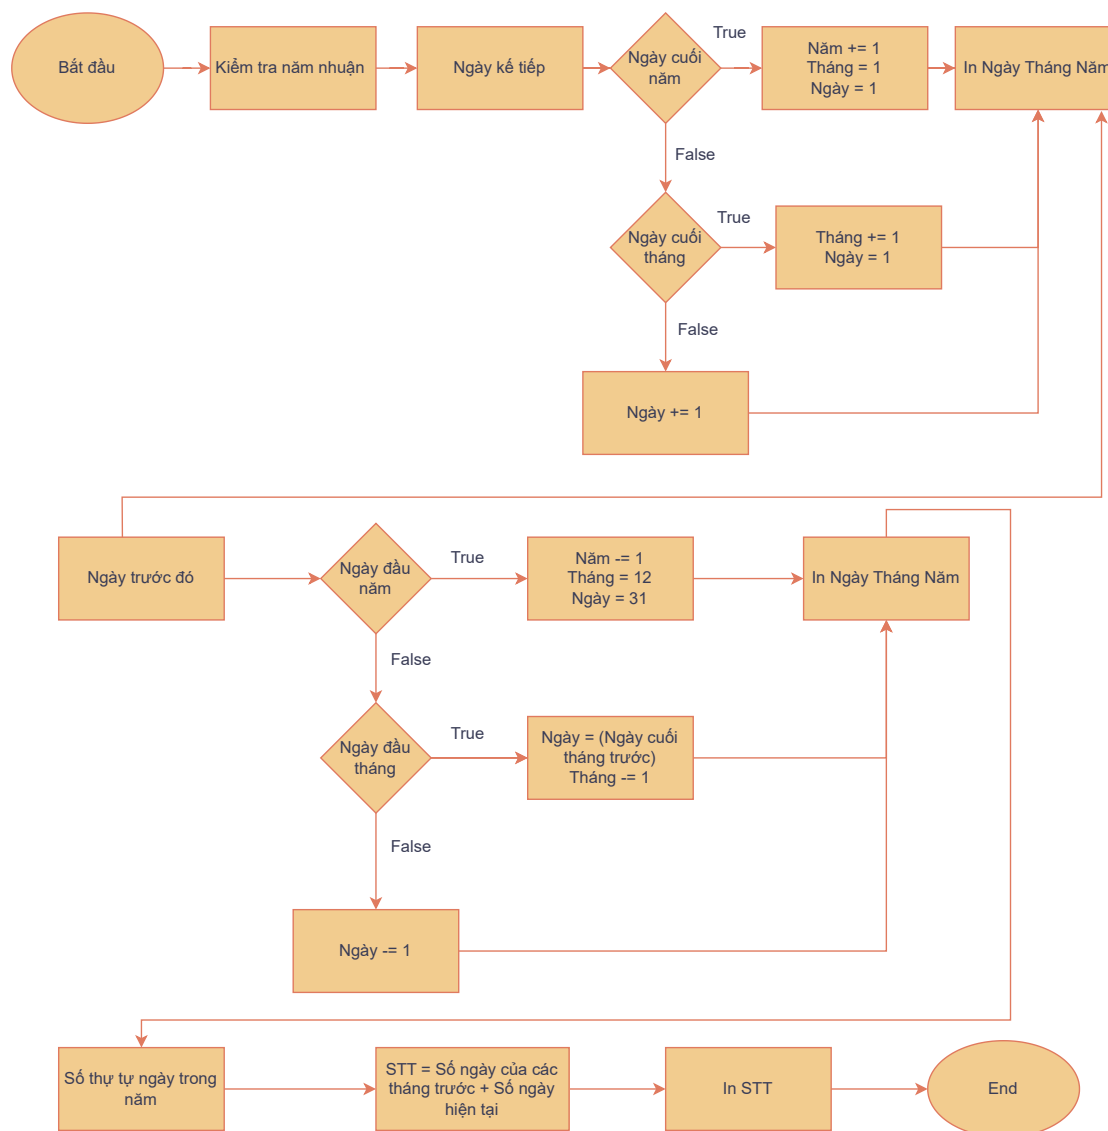 Bắt đầu
Kiểm tra năm nhuận
Ngày kế tiếp
Ngày cuối
năm
True
Năm += 1
Tháng = 1
Ngày = 1
In Ngày Tháng Năm
False
Ngày cuối
tháng
True
Tháng += 1
Ngày = 1
False
Ngày += 1
Ngày trước đó
Ngày đầu
năm
True
Năm -= 1
Tháng = 12
Ngày = 31
In Ngày Tháng Năm
False
Ngày đầu
tháng
True
Ngày = (Ngày cuối
tháng trước)
Tháng -= 1
False
Ngày -= 1
Số thự tự ngày trong
năm
STT = Số ngày của các
tháng trước + Số ngày
hiện tại
In STT
End